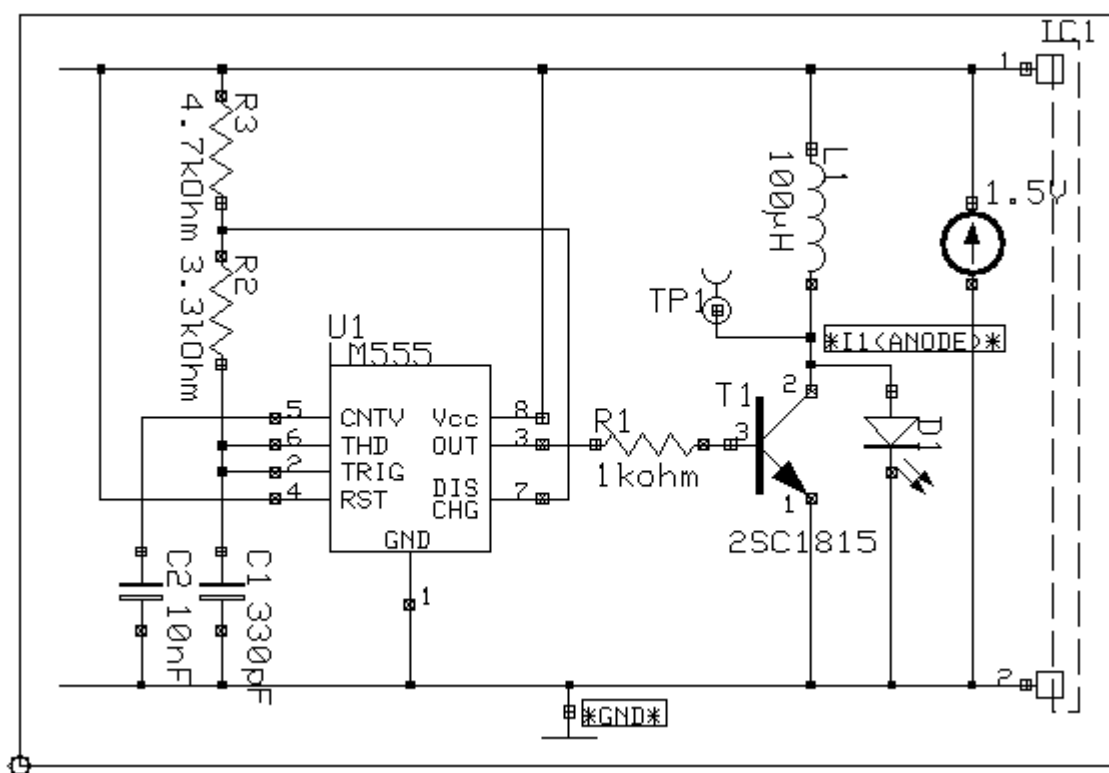 IC1
1
R3
4.7kOhm
R2
3.3kOhm
L1
100µH
1.5V
TP1
*I1(ANODE)*
U1
LM555
5 CNTV Vcc 8
6 THD OUT 3
2 TRIG
4 RST DIS CHG 7
GND
1
R1
1kohm
T1
2
3
1
2SC1815
D1
C2 10nF
C1 330pF
2
*GND*